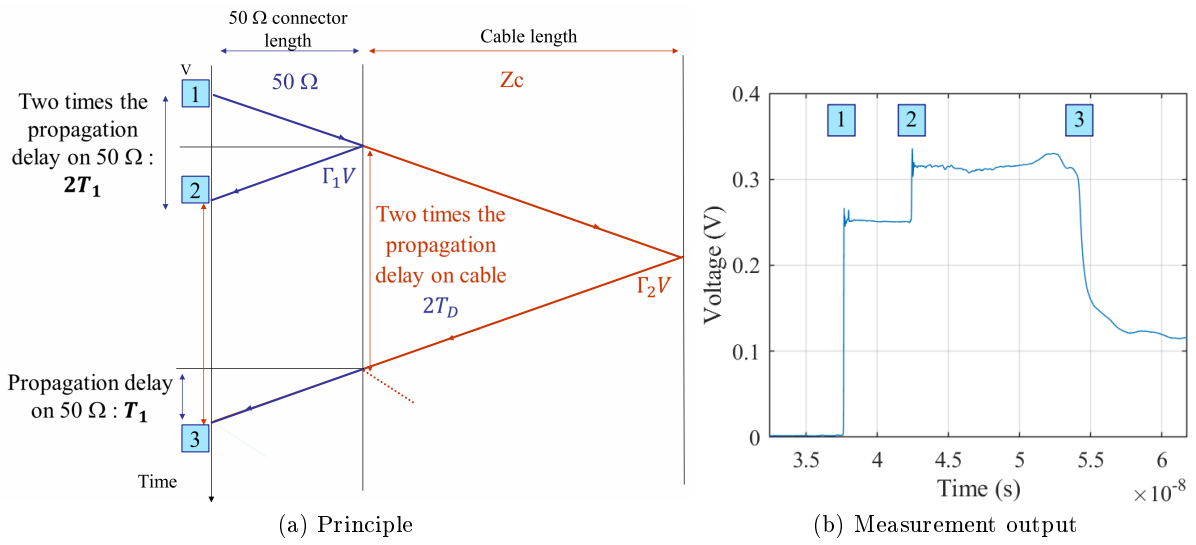 50 Ω connector
length
Cable length
V
1
50 Ω
Zc
Two times the
propagation
delay on 50 Ω :
2T₁
2
Γ₁V
Two times the
propagation
delay on cable
2T_D
Γ₂V
Propagation delay
on 50 Ω : T₁
3
Time
(a) Principle
0.4
0.3
0.2
0.1
0
Voltage (V)
1
2
3
3.5
4
4.5
5
5.5
6
Time (s)
×10⁻⁸
(b) Measurement output